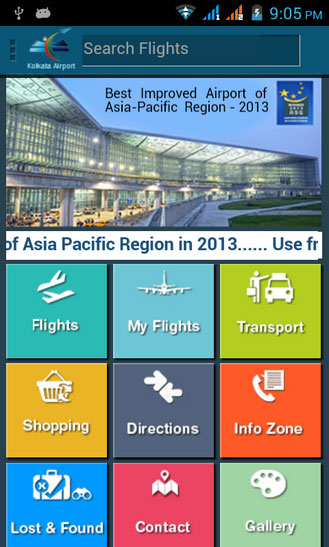 9:05 PM
Kolkata Airport
Search Flights
Best Improved Airport of
Asia-Pacific Region - 2013
of Asia Pacific Region in 2013...... Use fr
Flights
My Flights
Transport
Shopping
Directions
Info Zone
Lost & Found
Contact
Gallery